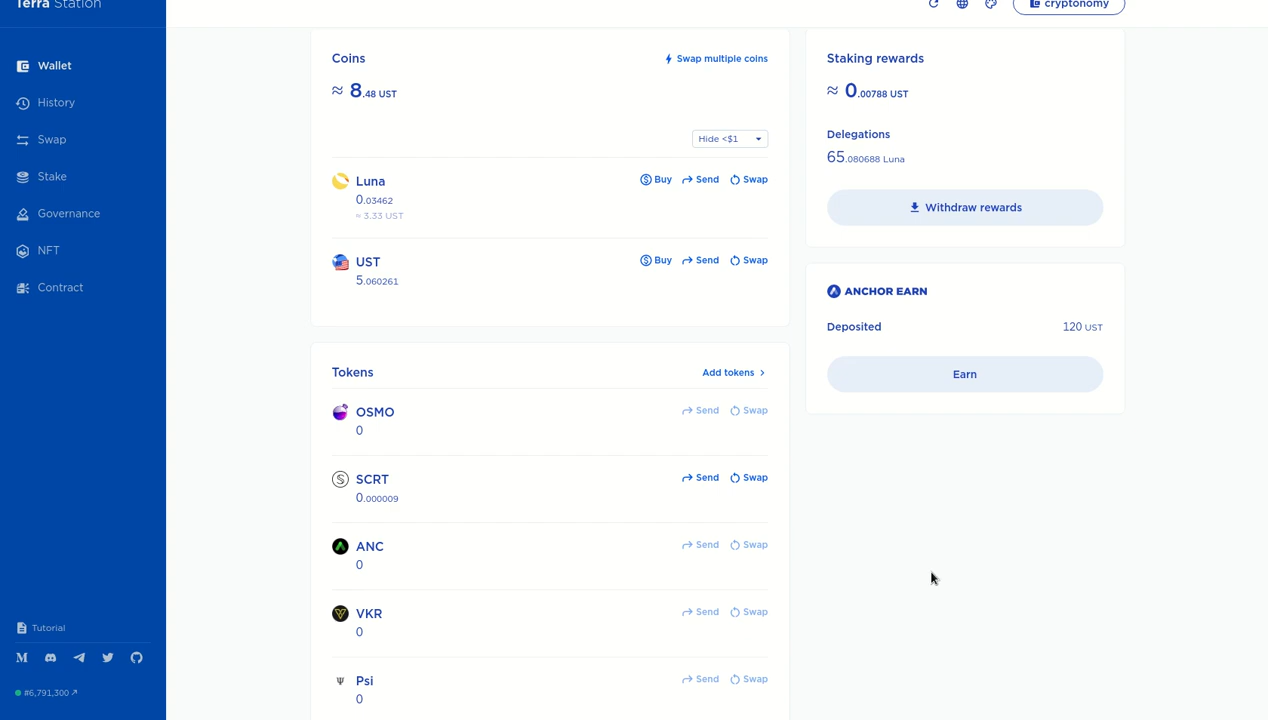 Terra Station
cryptonomy
Wallet
History
Swap
Stake
Governance
NFT
Contract
Tutorial
#6,791,300
Coins
Swap multiple coins
≈ 8.48 UST
Hide <$1
Luna
Buy Send Swap
0.03462
≈ 3.33 UST
UST
Buy Send Swap
5.060261
Tokens
Add tokens
OSMO
Send Swap
0
SCRT
Send Swap
0.000009
ANC
Send Swap
0
VKR
Send Swap
0
Psi
Send Swap
0
Staking rewards
≈ 0.00788 UST
Delegations
65.080688 Luna
Withdraw rewards
ANCHOR EARN
Deposited 120 UST
Earn